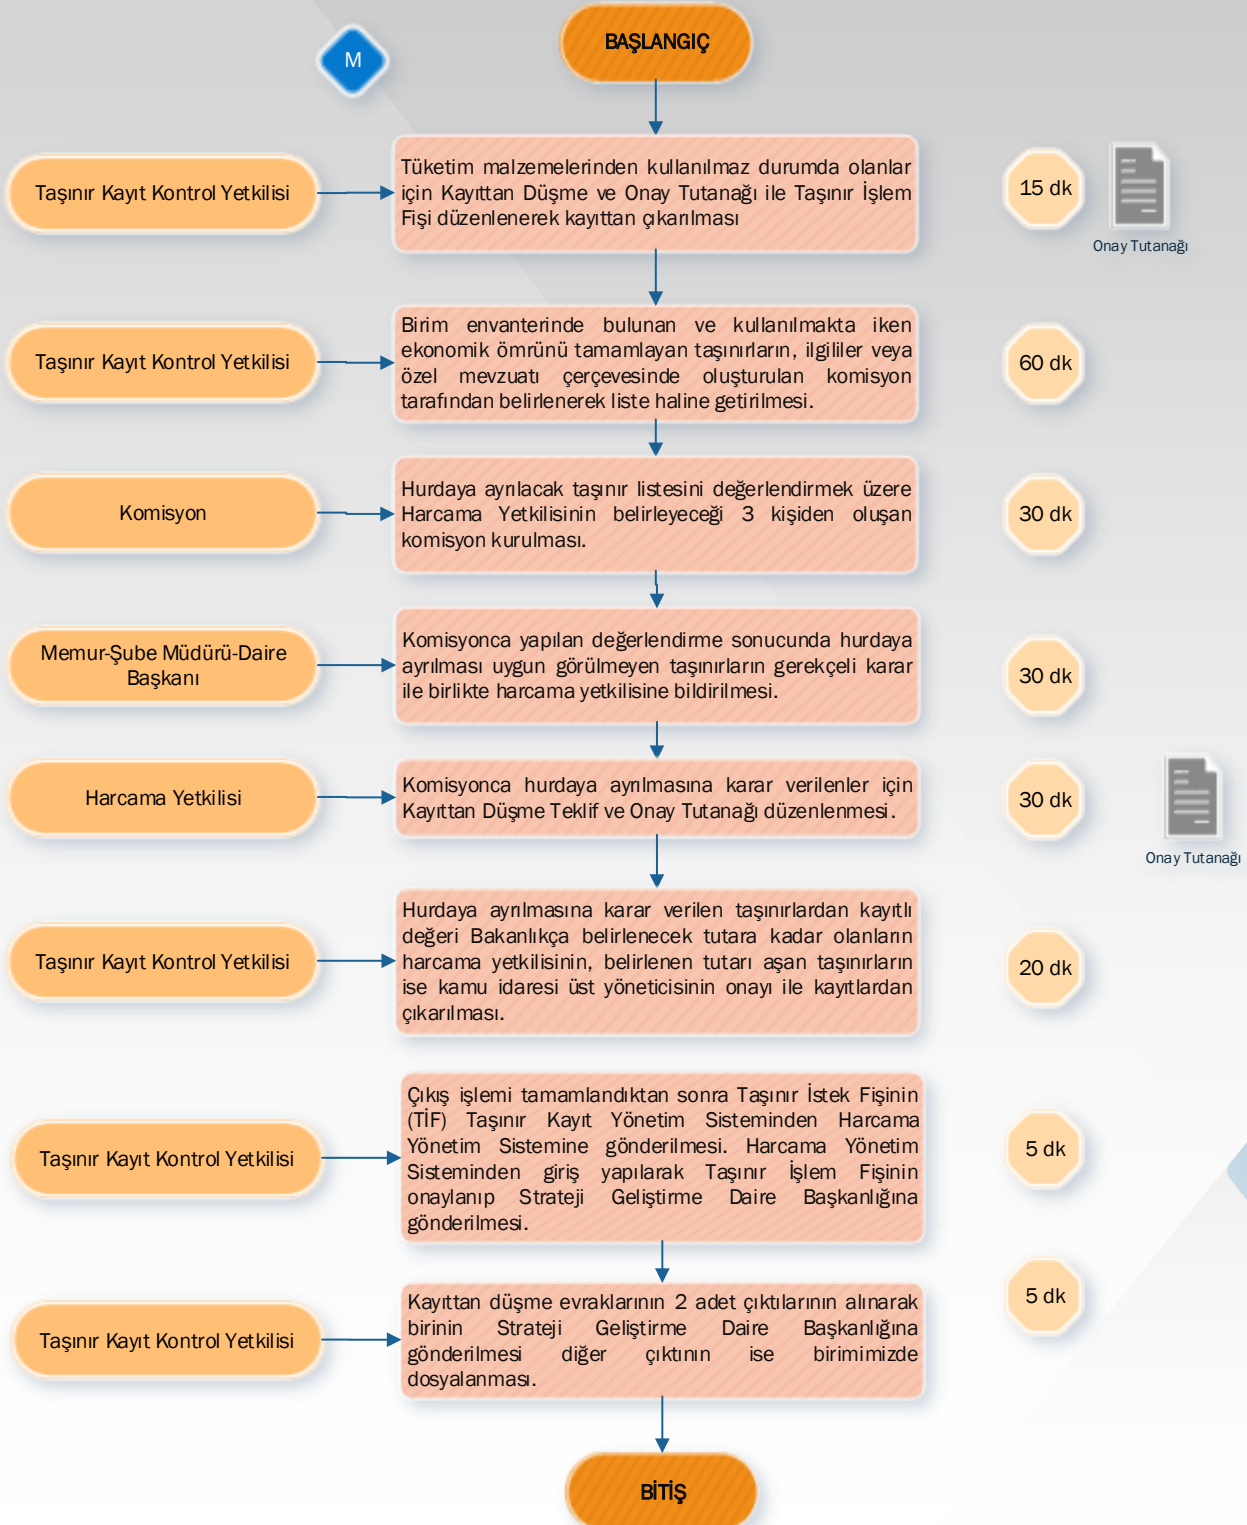 BAŞLANGIÇ
M
Taşınır Kayıt Kontrol Yetkilisi
Tüketim malzemelerinden kullanılmaz durumda olanlar
için Kayıttan Düşme ve Onay Tutanağı ile Taşınır İşlem
Fişi düzenlenerek kayıttan çıkarılması
15 dk
Onay Tutanağı
Taşınır Kayıt Kontrol Yetkilisi
Birim envanterinde bulunan ve kullanılmakta iken
ekonomik ömrünü tamamlayan taşınırların, ilgililer veya
özel mevzuatı çerçevesinde oluşturulan komisyon
tarafından belirlenerek liste haline getirilmesi.
60 dk
Komisyon
Hurdaya ayrılacak taşınır listesini değerlendirmek üzere
Harcama Yetkilisinin belirleyeceği 3 kişiden oluşan
komisyon kurulması.
30 dk
Memur-Şube Müdürü-Daire
Başkanı
Komisyonca yapılan değerlendirme sonucunda hurdaya
ayrılması uygun görülmeyen taşınırların gerekçeli karar
ile birlikte harcama yetkilisine bildirilmesi.
30 dk
Harcama Yetkilisi
Komisyonca hurdaya ayrılmasına karar verilenler için
Kayıttan Düşme Teklif ve Onay Tutanağı düzenlenmesi.
30 dk
Onay Tutanağı
Taşınır Kayıt Kontrol Yetkilisi
Hurdaya ayrılmasına karar verilen taşınırlardan kayıtlı
değeri Bakanlıkça belirlenecek tutara kadar olanların
harcama yetkilisinin, belirlenen tutarı aşan taşınırların
ise kamu idaresi üst yöneticisinin onayı ile kayıtlardan
çıkarılması.
20 dk
Taşınır Kayıt Kontrol Yetkilisi
Çıkış işlemi tamamlandıktan sonra Taşınır İstek Fişinin
(TİF) Taşınır Kayıt Yönetim Sisteminden Harcama
Yönetim Sistemine gönderilmesi. Harcama Yönetim
Sisteminden giriş yapılarak Taşınır İşlem Fişinin
onaylanıp Strateji Geliştirme Daire Başkanlığına
gönderilmesi.
5 dk
Taşınır Kayıt Kontrol Yetkilisi
Kayıttan düşme evraklarının 2 adet çıktılarının alınarak
birinin Strateji Geliştirme Daire Başkanlığına
gönderilmesi diğer çıktının ise birimimizde
dosyalanması.
5 dk
BİTİŞ